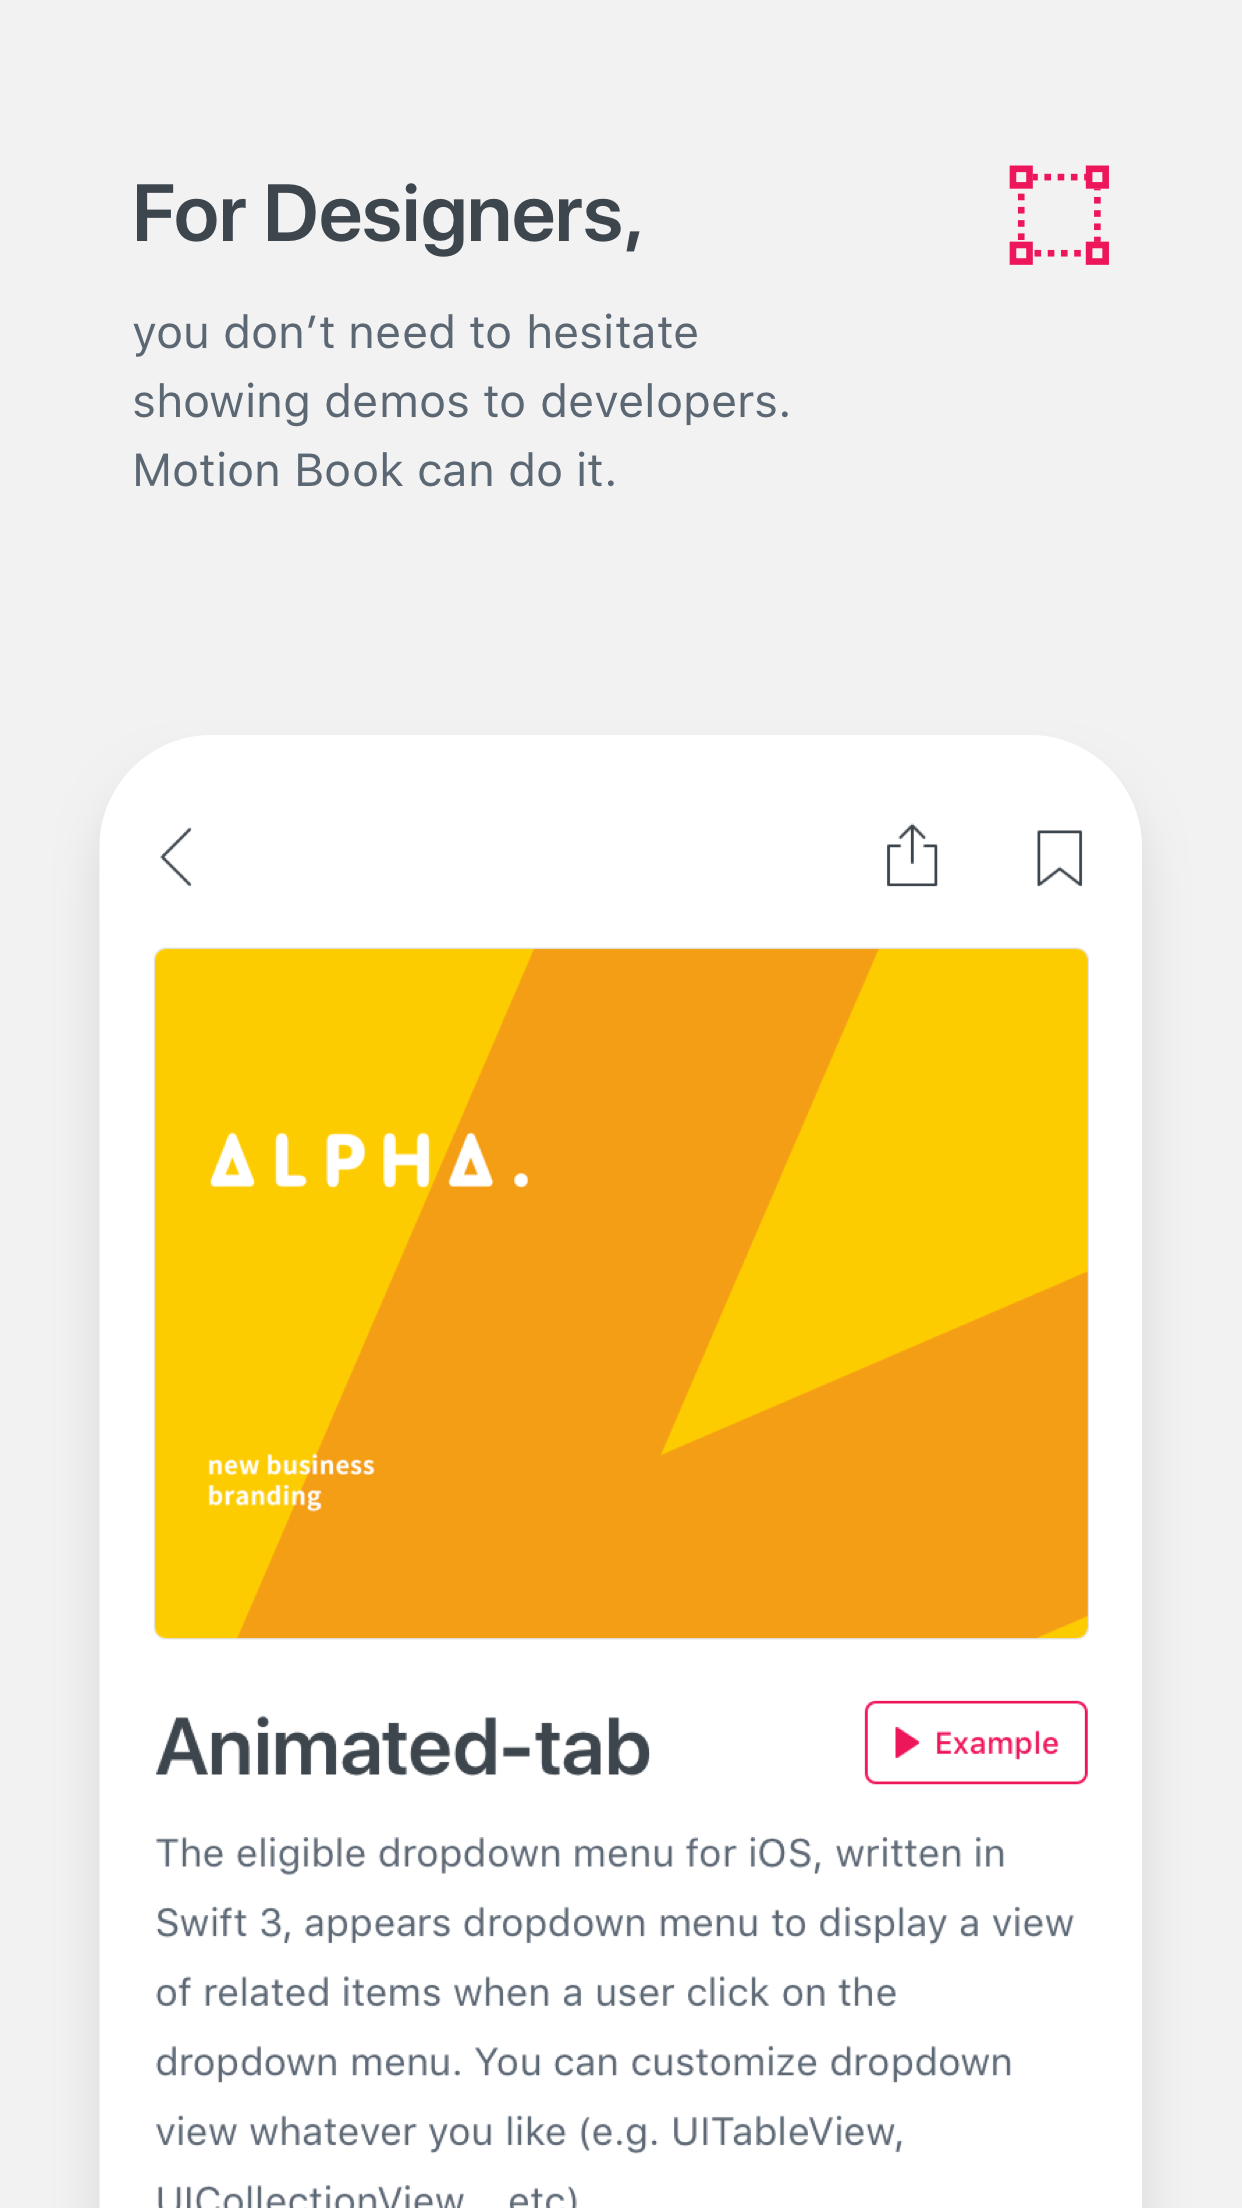 For Designers,
you don’t need to hesitate
showing demos to developers.
Motion Book can do it.
ALPHA.
new business
branding
Animated-tab
Example
The eligible dropdown menu for iOS, written in
Swift 3, appears dropdown menu to display a view
of related items when a user click on the
dropdown menu. You can customize dropdown
view whatever you like (e.g. UITableView,
UICollectionView... etc)